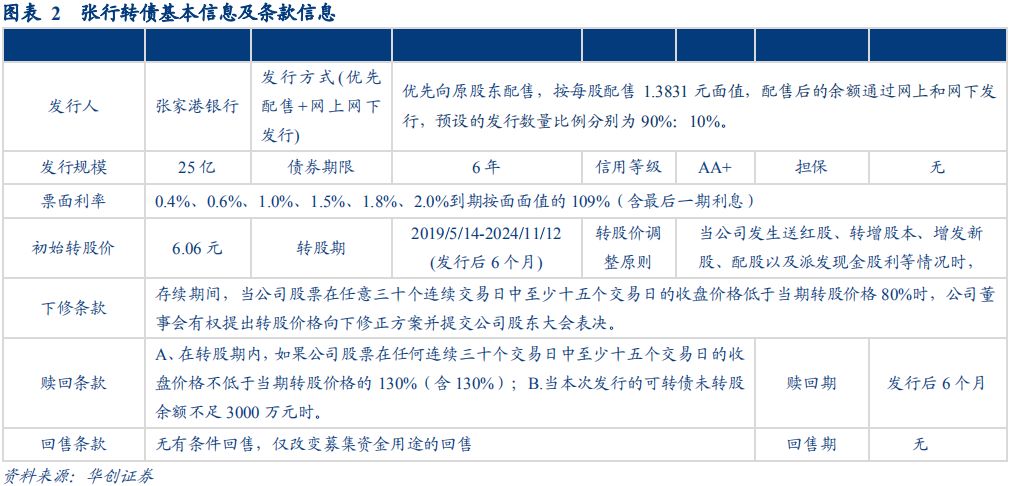 图表 2 张行转债基本信息及条款信息
发行人 张家港银行 发行方式(优先配售+网上网下发行) 优先向原股东配售，按每股配售 1.3831 元面值，配售后的余额通过网上和网下发行，预设的发行数量比例分别为 90%：10%。
发行规模 25 亿 债券期限 6 年 信用等级 AA+ 担保 无
票面利率 0.4%、0.6%、1.0%、1.5%、1.8%、2.0%到期按面面值的 109%（含最后一期利息）
初始转股价 6.06 元 转股期 2019/5/14-2024/11/12 (发行后 6 个月) 转股价调整原则 当公司发生送红股、转增股本、增发新股、配股以及派发现金股利等情况时，
下修条款 存续期间，当公司股票在任意三十个连续交易日中至少十五个交易日的收盘价格低于当期转股价格 80%时，公司董事会有权提出转股价格向下修正方案并提交公司股东大会表决。
赎回条款 A、在转股期内，如果公司股票在任何连续三十个交易日中至少十五个交易日的收盘价格不低于当期转股价格的 130%（含 130%）；B.当本次发行的可转债未转股余额不足 3000 万元时。 赎回期 发行后 6 个月
回售条款 无有条件回售，仅改变募集资金用途的回售 回售期 无
资料来源：华创证券